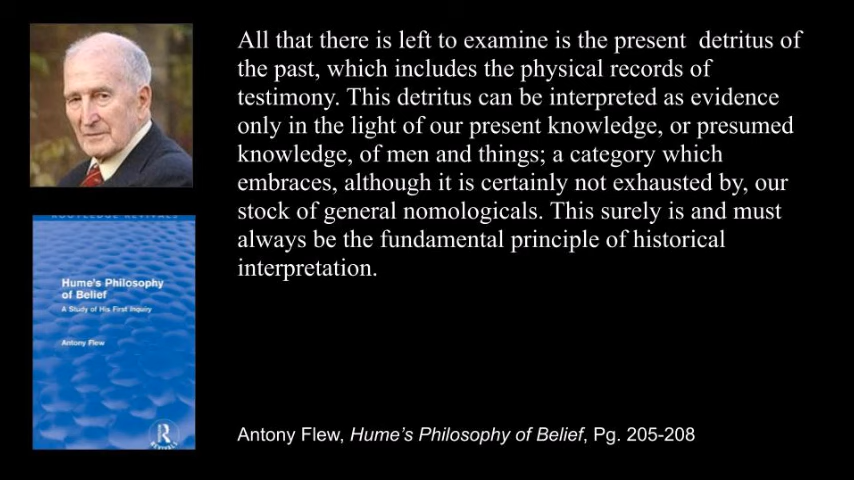 All that there is left to examine is the present detritus of
the past, which includes the physical records of
testimony. This detritus can be interpreted as evidence
only in the light of our present knowledge, or presumed
knowledge, of men and things; a category which
embraces, although it is certainly not exhausted by, our
stock of general nomologicals. This surely is and must
always be the fundamental principle of historical
interpretation.
ROUTLEDGE REVIVALS
Hume's Philosophy
of Belief
A Study of His First Inquiry
Antony Flew
R
REVIVALS
Antony Flew, Hume's Philosophy of Belief, Pg. 205-208